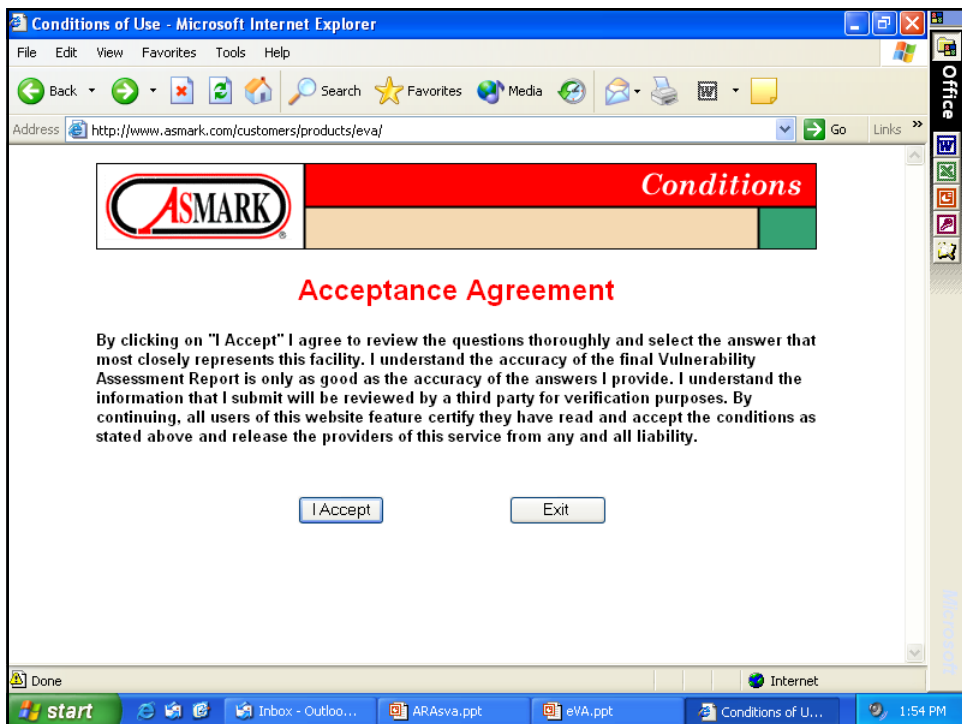 Conditions of Use - Microsoft Internet Explorer
File Edit View Favorites Tools Help
Back Search Favorites Media
Address http://www.asmark.com/customers/products/eva/ Go Links »
Office
ASMARK ®
Conditions
Acceptance Agreement
By clicking on "I Accept" I agree to review the questions thoroughly and select the answer that
most closely represents this facility. I understand the accuracy of the final Vulnerability
Assessment Report is only as good as the accuracy of the answers I provide. I understand the
information that I submit will be reviewed by a third party for verification purposes. By
continuing, all users of this website feature certify they have read and accept the conditions as
stated above and release the providers of this service from any and all liability.
I Accept Exit
Microsoft
Done Internet
start Inbox - Outloo... ARAsva.ppt eVA.ppt Conditions of U... 1:54 PM